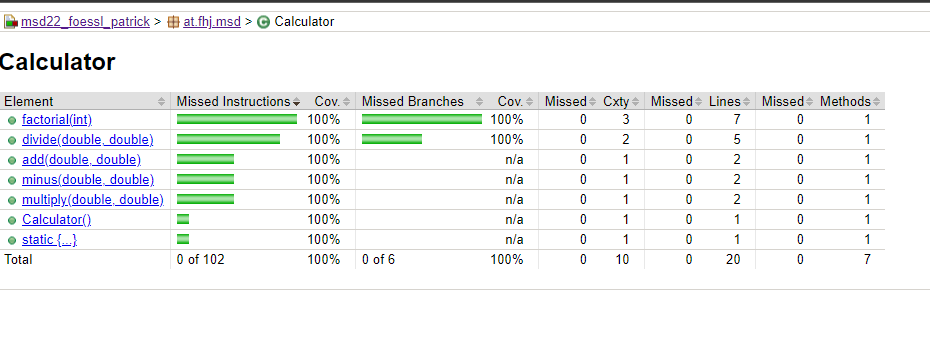 msd22_foessl_patrick > at.fhj.msd > Calculator
Calculator
Element Missed Instructions Cov. Missed Branches Cov. Missed Cxty Missed Lines Missed Methods
factorial(int) 100% 100% 0 3 0 7 0 1
divide(double, double) 100% 100% 0 2 0 5 0 1
add(double, double) 100% n/a 0 1 0 2 0 1
minus(double, double) 100% n/a 0 1 0 2 0 1
multiply(double, double) 100% n/a 0 1 0 2 0 1
Calculator() 100% n/a 0 1 0 1 0 1
static {...} 100% n/a 0 1 0 1 0 1
Total 0 of 102 100% 0 of 6 100% 0 10 0 20 0 7